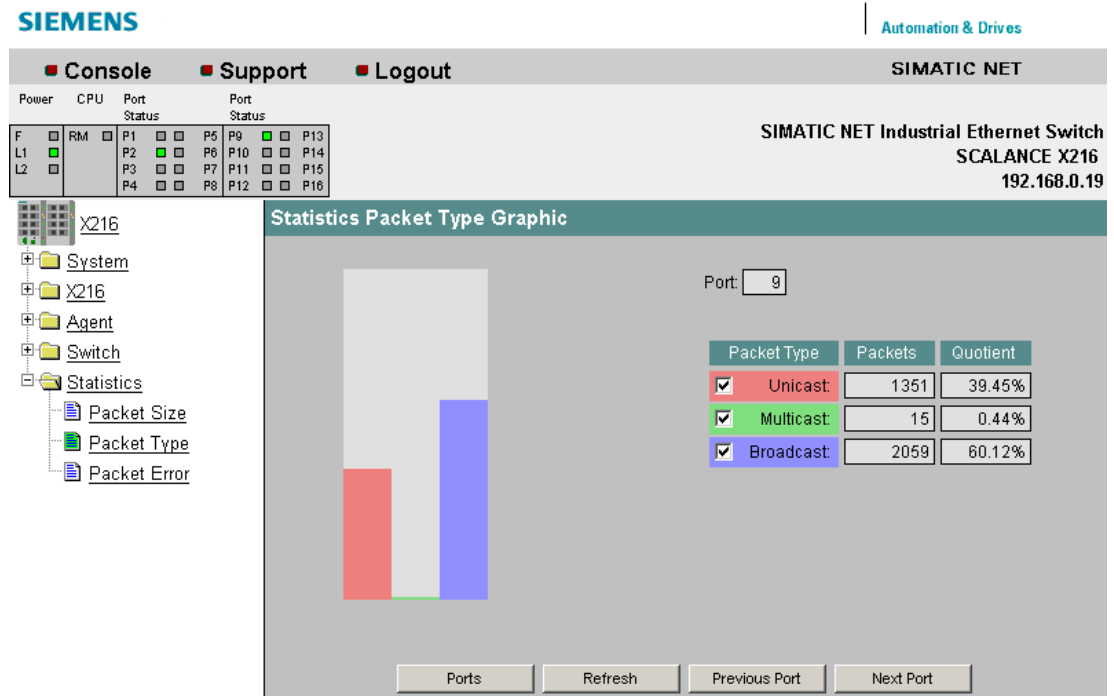 SIEMENS
Automation & Drives
Console Support Logout SIMATIC NET
Power CPU Port Status Port Status
F RM P1 P5 P9 P13
L1 P2 P6 P10 P14
L2 P3 P7 P11 P15
P4 P8 P12 P16
SIMATIC NET Industrial Ethernet Switch
SCALANCE X216
192.168.0.19
X216
System
X216
Agent
Switch
Statistics
Packet Size
Packet Type
Packet Error
Statistics Packet Type Graphic
Port: 9
Packet Type Packets Quotient
Unicast: 1351 39.45%
Multicast: 15 0.44%
Broadcast: 2059 60.12%
Ports Refresh Previous Port Next Port